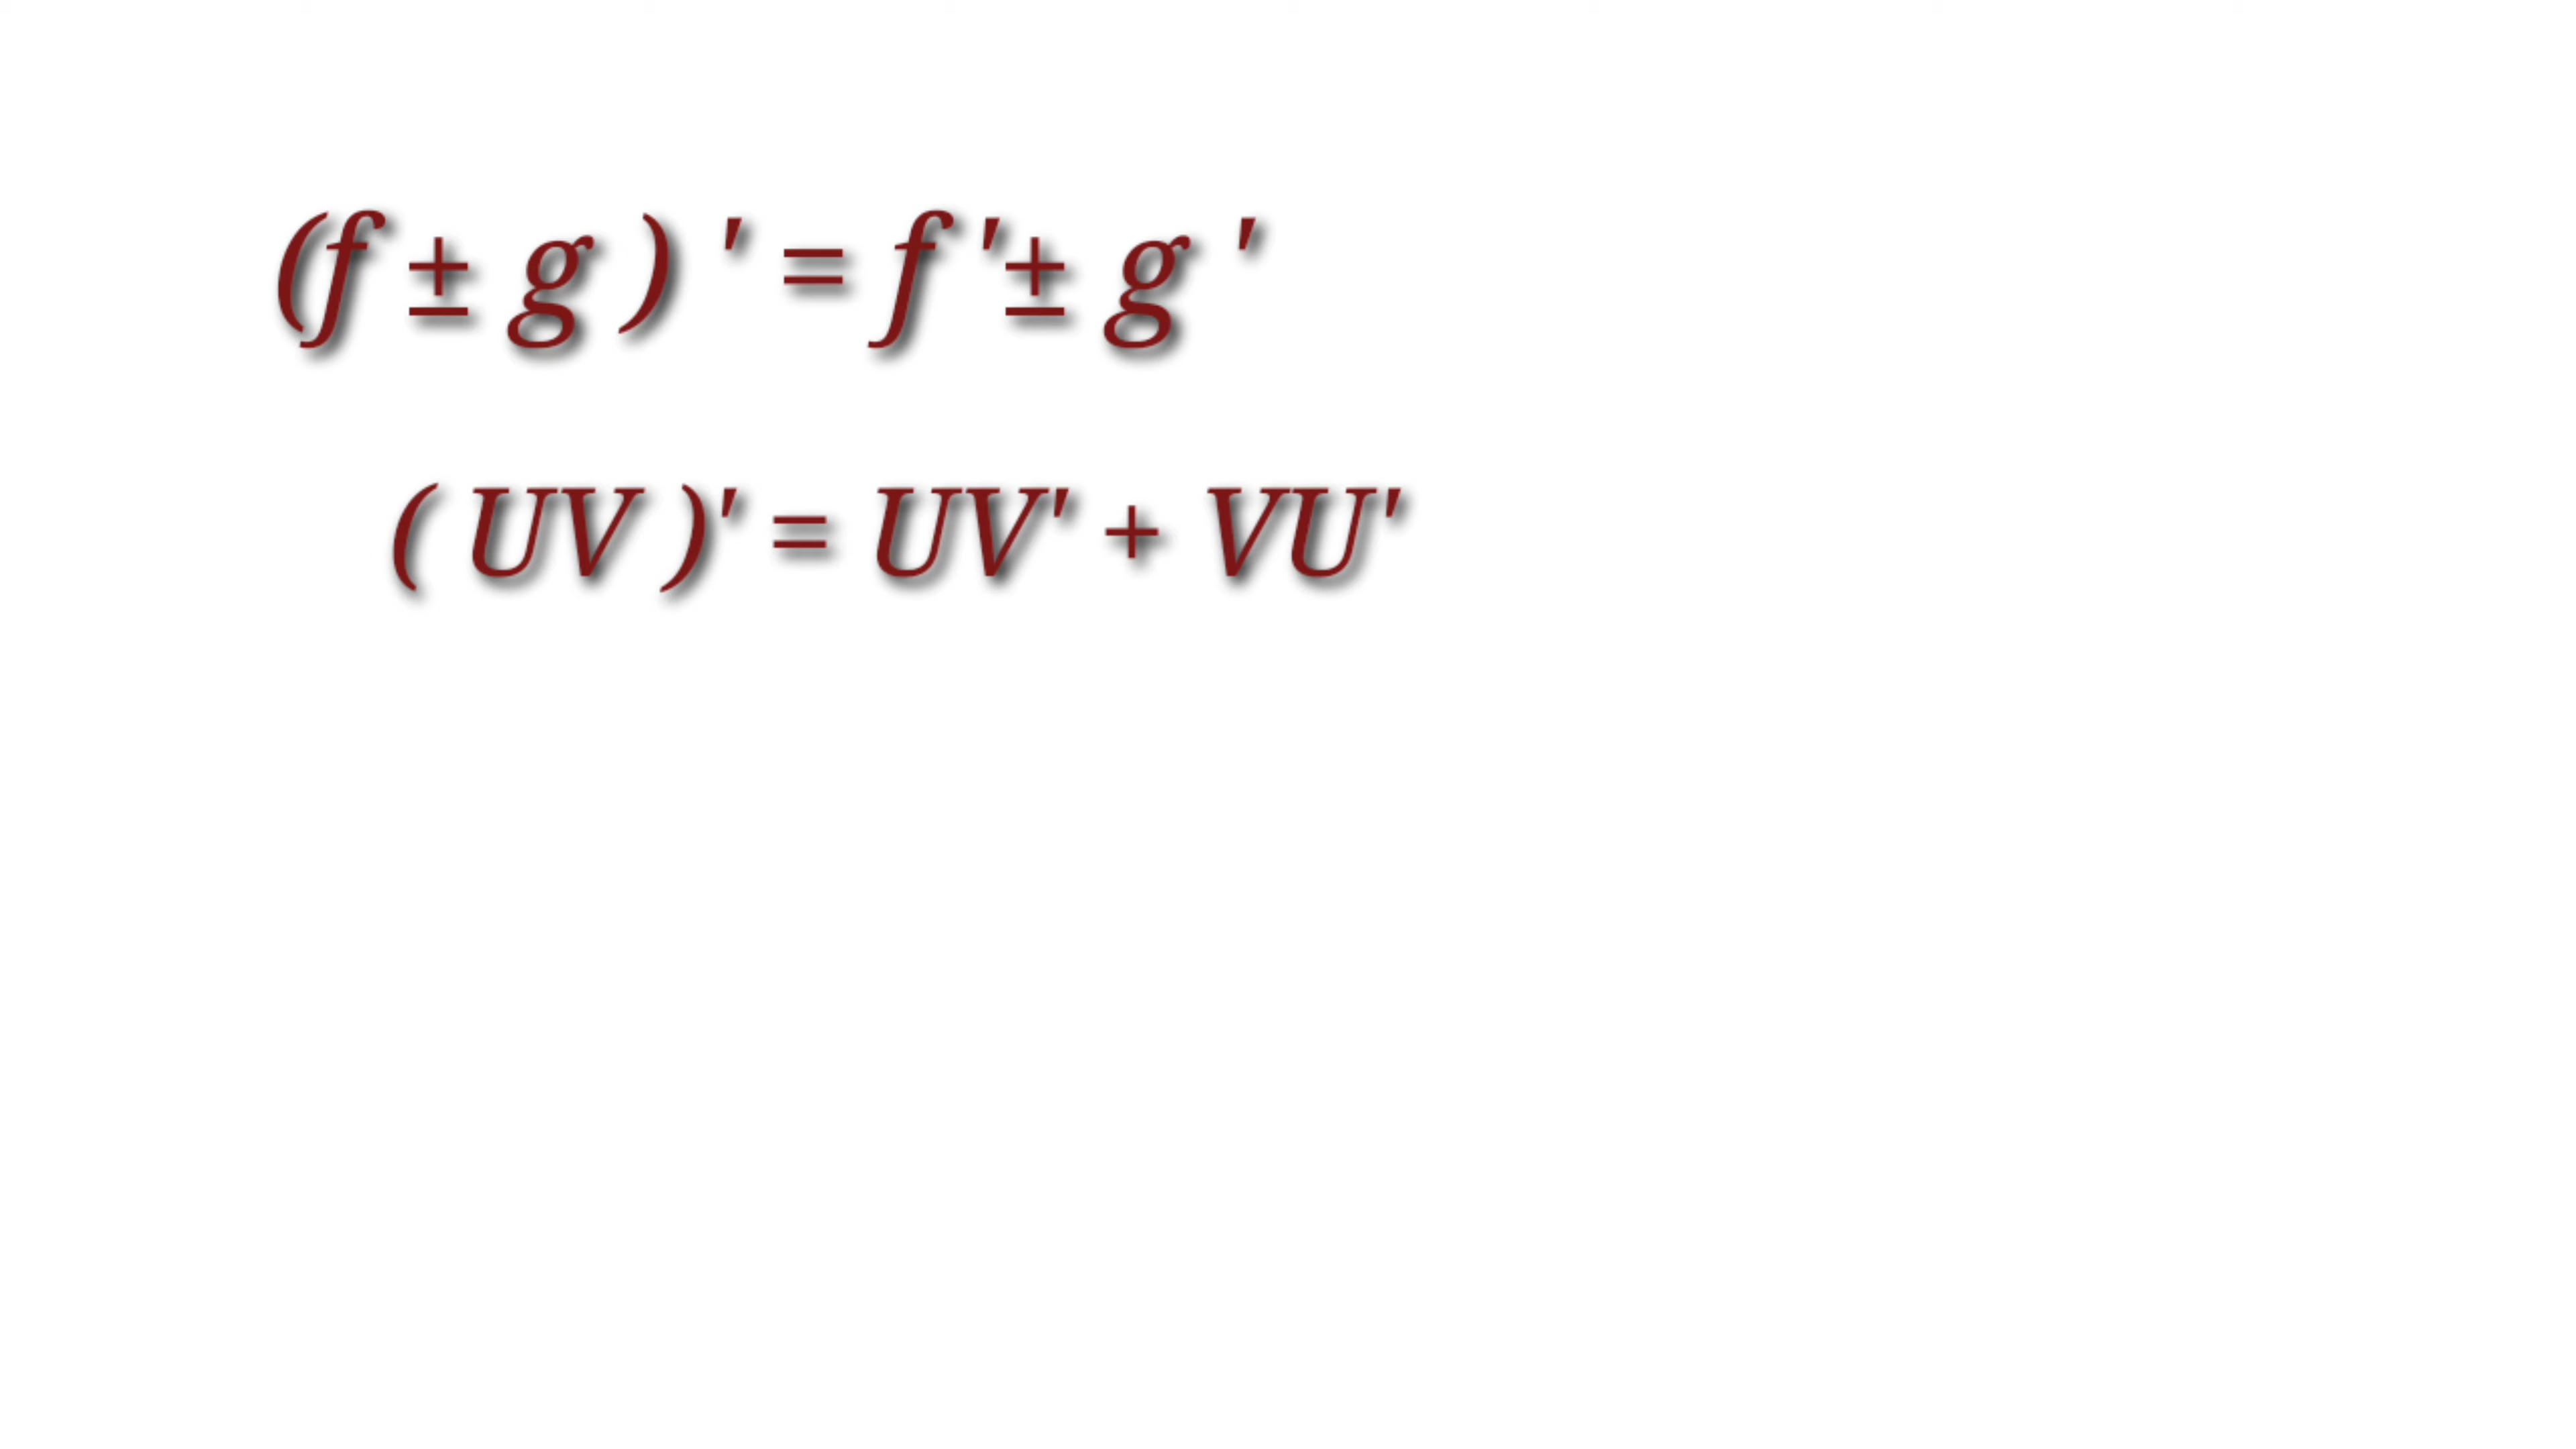 (f ± g ) ' = f '± g '
( UV )' = UV' + VU'